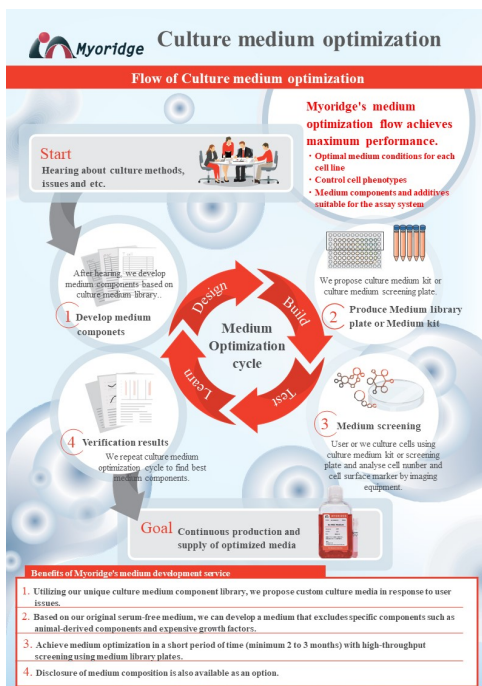 Myoridge
Culture medium optimization
Flow of Culture medium optimization
Myoridge's medium
optimization flow achieves
maximum performance.
・Optimal medium conditions for each
cell line
・Control cell phenotypes
・Medium components and additives
suitable for the assay system
Start
Hearing about culture methods,
issues and etc.
After hearing, we develop
medium components based on
culture medium library..
1 Develop medium
componets
We propose culture medium kit or
culture medium screening plate.
2 Produce Medium library
plate or Medium kit
Design
Build
Test
Learn
Medium
Optimization
cycle
3 Medium screening
User or we culture cells using
culture medium kit or screening
plate and analyse cell number and
cell surface marker by imaging
equipment.
4 Verification results
We repeat culture medium
optimization cycle to find best
medium components.
Goal Continuous production and
supply of optimized media
Benefits of Myoridge's medium development service
1. Utilizing our unique culture medium component library, we propose custom culture media in response to user
issues.
2. Based on our original serum-free medium, we can develop a medium that excludes specific components such as
animal-derived components and expensive growth factors.
3. Achieve medium optimization in a short period of time (minimum 2 to 3 months) with high-throughput
screening using medium library plates.
4. Disclosure of medium composition is also available as an option.